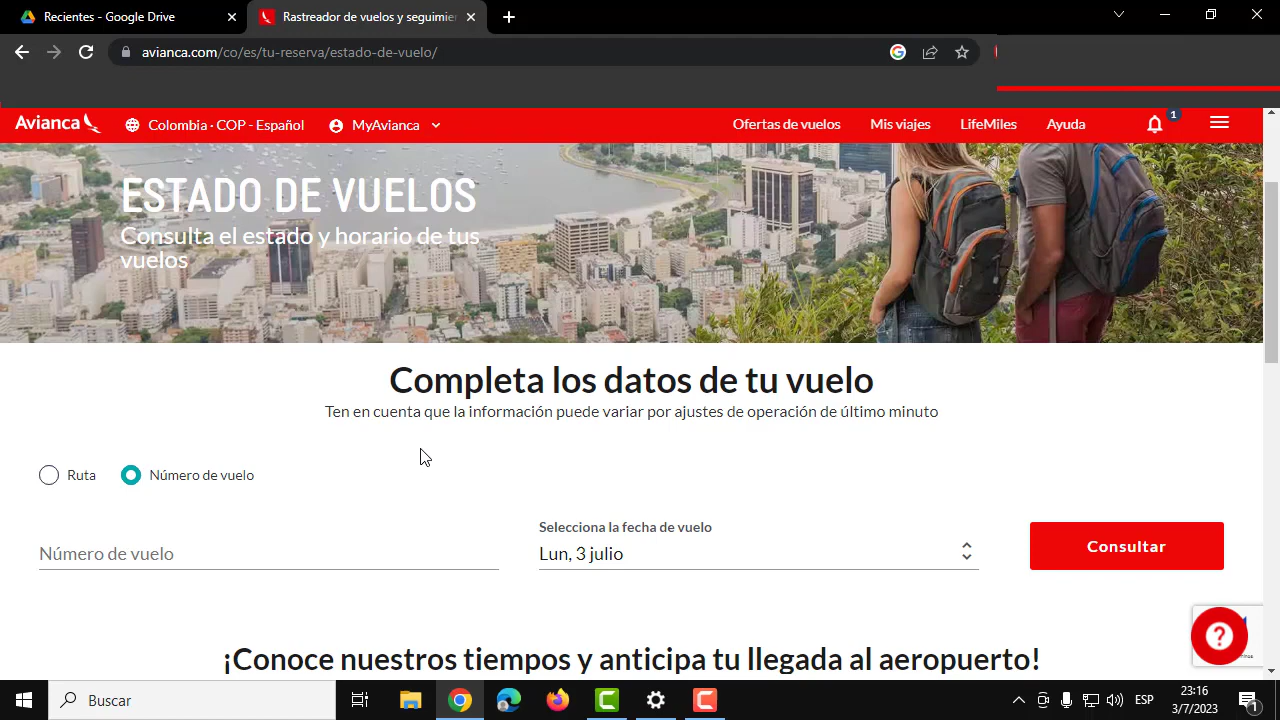 Recientes - Google Drive
Rastreador de vuelos y seguimier
avianca.com/co/es/tu-reserva/estado-de-vuelo/
Avianca
Colombia · COP - Español
MyAvianca
Ofertas de vuelos
Mis viajes
LifeMiles
Ayuda
1
ESTADO DE VUELOS
Consulta el estado y horario de tus
vuelos
Completa los datos de tu vuelo
Ten en cuenta que la información puede variar por ajustes de operación de último minuto
Ruta
Número de vuelo
Selecciona la fecha de vuelo
Número de vuelo
Lun, 3 julio
Consultar
¡Conoce nuestros tiempos y anticipa tu llegada al aeropuerto!
Buscar
ESP
23:16
3/7/2023
1